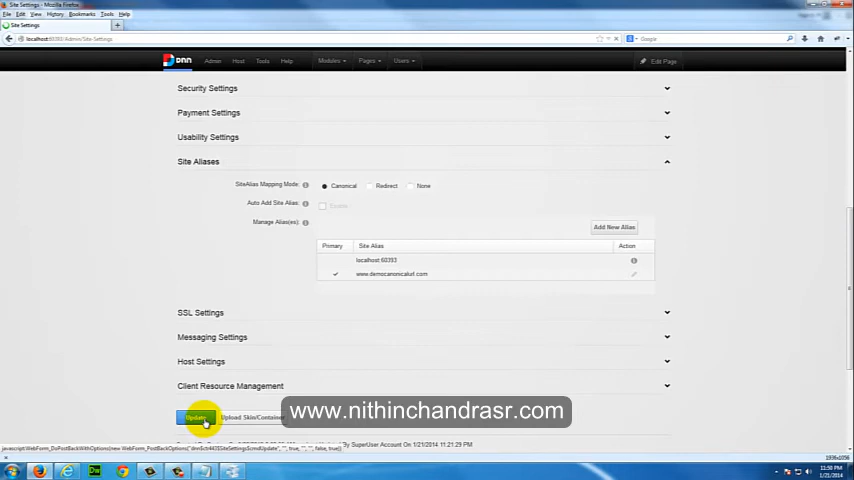 Site Settings - Mozilla Firefox
File Edit View History Bookmarks Tools Help
Site Settings
localhost:60393/Admin/Site-Settings
Google
DNN Admin Host Tools Help Modules Pages Users Edit Page
Security Settings
Payment Settings
Usability Settings
Site Aliases
SiteAlias Mapping Mode: Canonical Redirect None
Auto Add Site Alias: Enable
Manage Alias(es):
Add New Alias
Primary Site Alias Action
localhost:60393
www.democanonicalurl.com
SSL Settings
Messaging Settings
Host Settings
Client Resource Management
Update Upload Skin/Container
www.nithinchandrasr.com
By SuperUser Account On 1/21/2014 11:21:29 PM
11:50 PM
1/21/2014